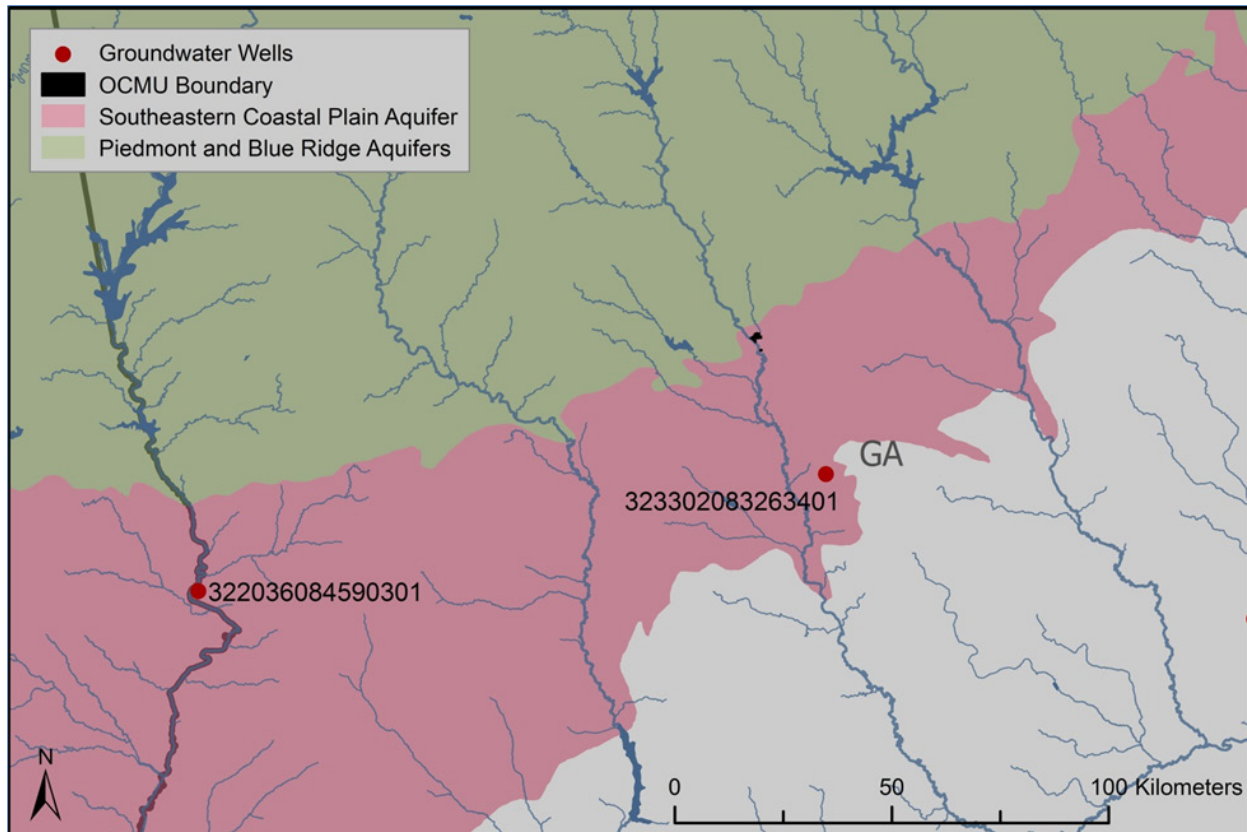 Groundwater Wells
OCMU Boundary
Southeastern Coastal Plain Aquifer
Piedmont and Blue Ridge Aquifers
GA
323302083263401
322036084590301
N
0 50 100 Kilometers